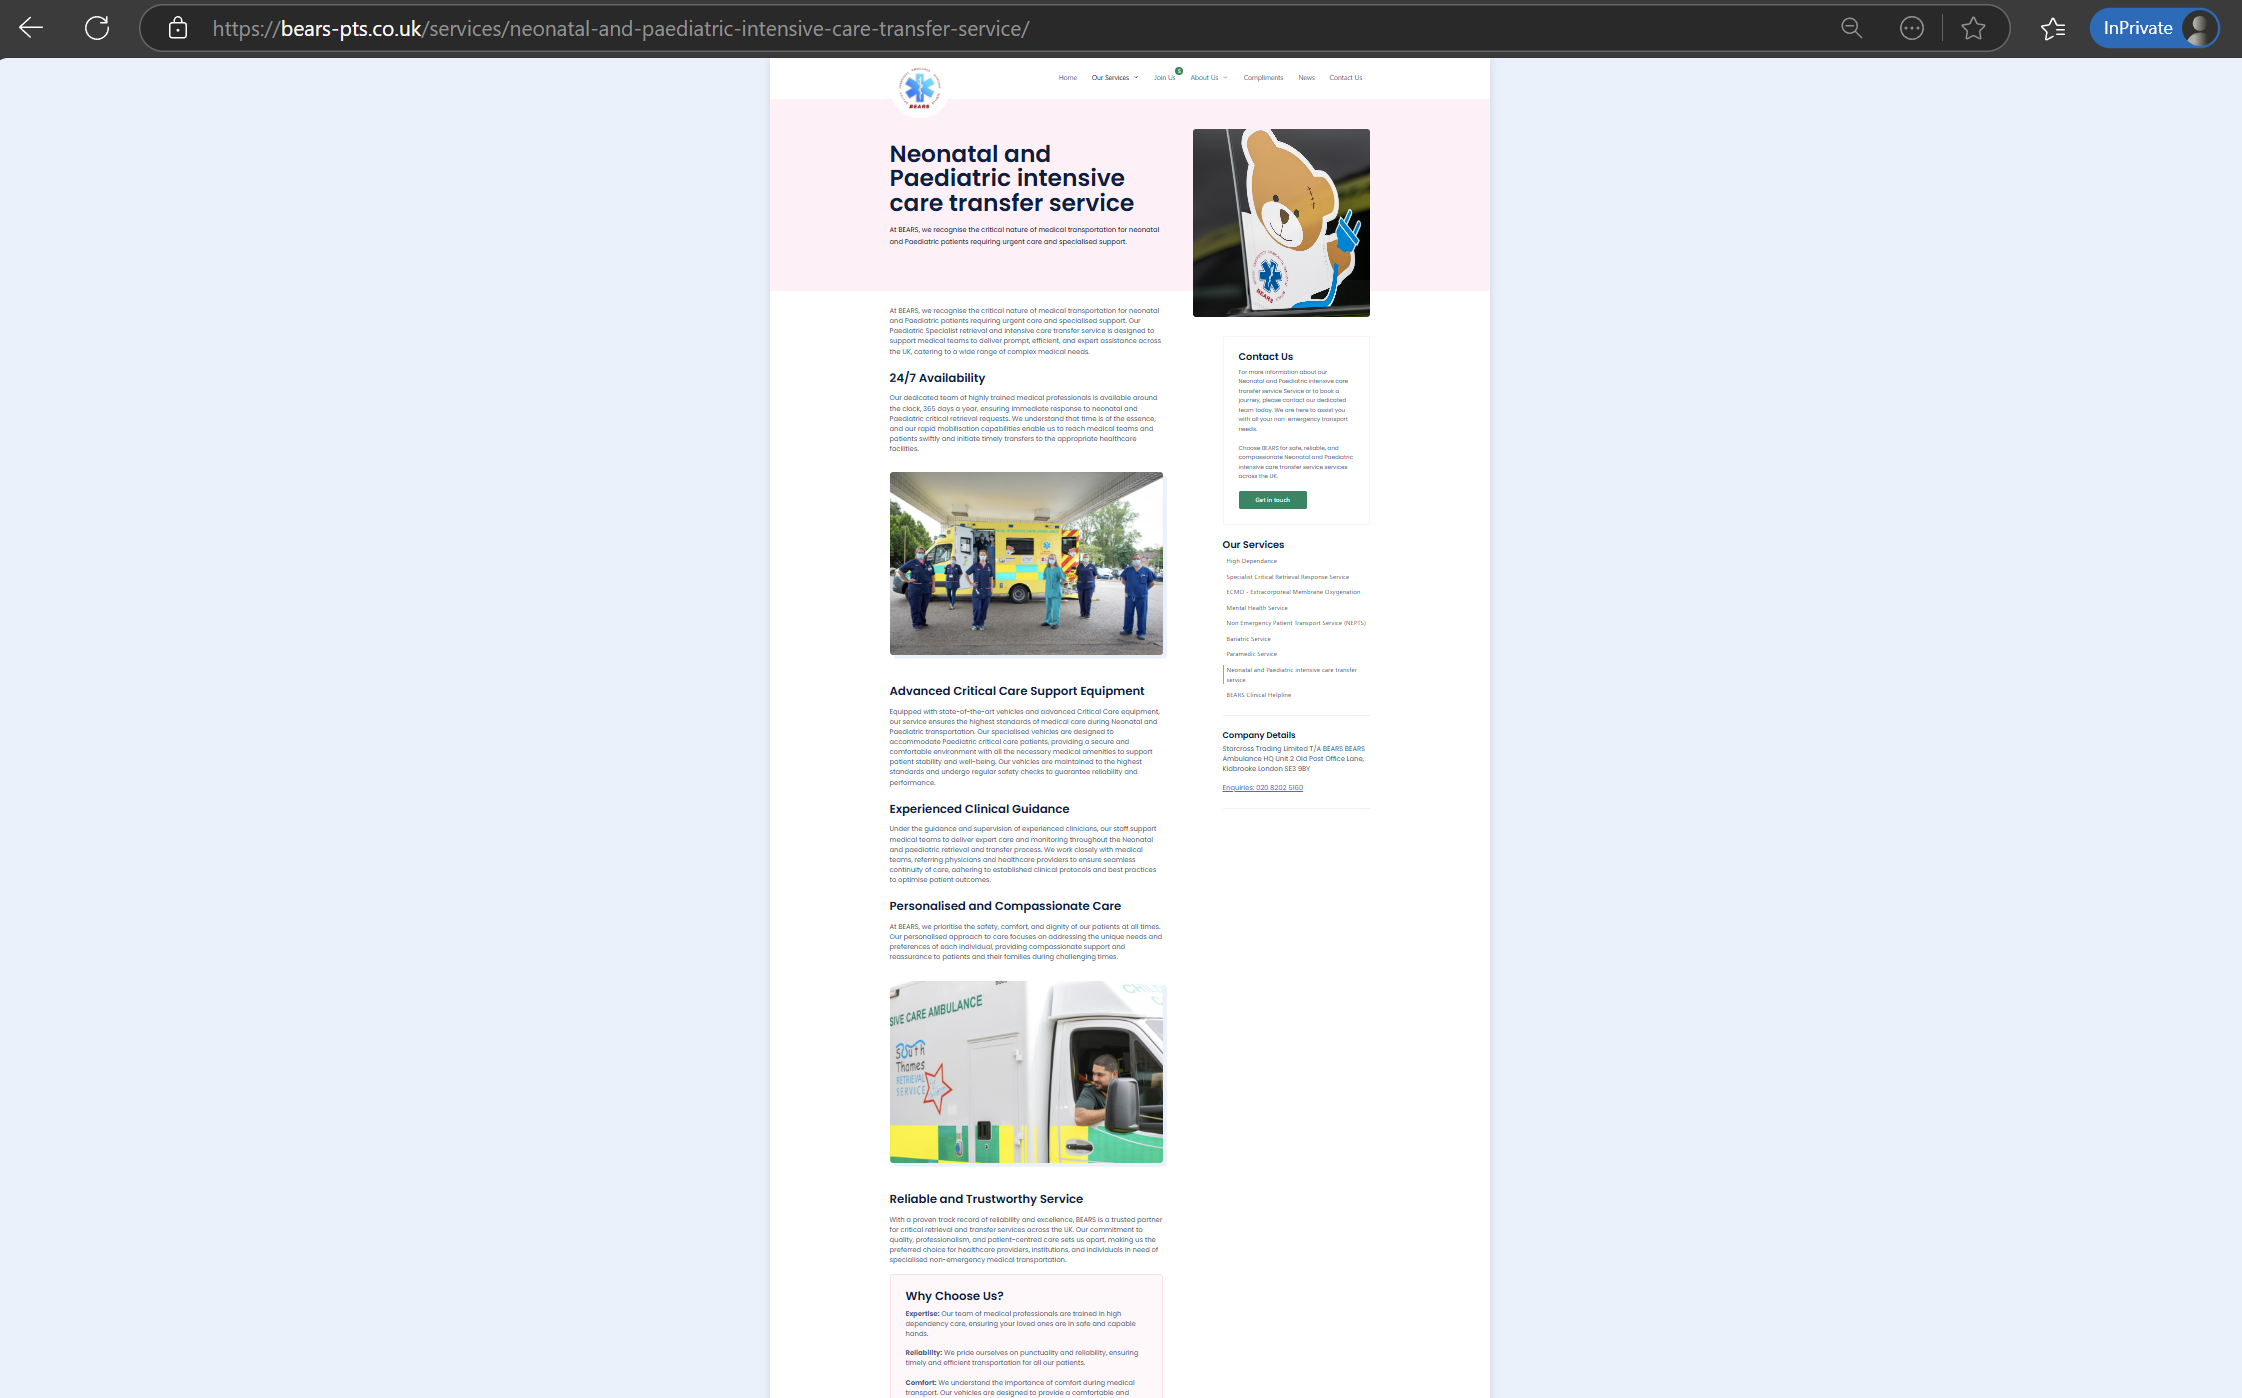 https://bears-pts.co.uk/services/neonatal-and-paediatric-intensive-care-transfer-service/
InPrivate
BEARS
Home
Our Services
Join Us
5
About Us
Compliments
News
Contact Us
Neonatal and
Paediatric intensive
care transfer service
At BEARS, we recognise the critical nature of medical transportation for neonatal
and Paediatric patients requiring urgent care and specialised support.
BEARS
At BEARS, we recognise the critical nature of medical transportation for neonatal
and Paediatric patients requiring urgent care and specialised support. Our
Paediatric Specialist retrieval and intensive care transfer service is designed to
support medical teams to deliver prompt, efficient, and expert assistance across
the UK, catering to a wide range of complex medical needs.
24/7 Availability
Our dedicated team of highly trained medical professionals is available around
the clock, 365 days a year, ensuring immediate response to neonatal and
Paediatric critical retrieval requests. We understand that time is of the essence,
and our rapid mobilisation capabilities enable us to reach medical teams and
patients swiftly and initiate timely transfers to the appropriate healthcare
facilities.
Advanced Critical Care Support Equipment
Equipped with state-of-the-art vehicles and advanced Critical Care equipment,
our service ensures the highest standards of medical care during Neonatal and
Paediatric transportation. Our specialised vehicles are designed to
accommodate Paediatric critical care patients, providing a secure and
comfortable environment with all the necessary medical amenities to support
patient stability and well-being. Our vehicles are maintained to the highest
standards and undergo regular safety checks to guarantee reliability and
performance.
Experienced Clinical Guidance
Under the guidance and supervision of experienced clinicians, our staff support
medical teams to deliver expert care and monitoring throughout the Neonatal
and paediatric retrieval and transfer process. We work closely with medical
teams, referring physicians and healthcare providers to ensure seamless
continuity of care, adhering to established clinical protocols and best practices
to optimise patient outcomes.
Personalised and Compassionate Care
At BEARS, we prioritise the safety, comfort, and dignity of our patients at all times.
Our personalised approach to care focuses on addressing the unique needs and
preferences of each individual, providing compassionate support and
reassurance to patients and their families during challenging times.
SIVE CARE AMBULANCE
South
Thames
RETRIEVAL
SERVICE
Reliable and Trustworthy Service
With a proven track record of reliability and excellence, BEARS is a trusted partner
for critical retrieval and transfer services across the UK. Our commitment to
quality, professionalism, and patient-centred care sets us apart, making us the
preferred choice for healthcare providers, institutions, and individuals in need of
specialised non-emergency medical transportation.
Why Choose Us?
Expertise: Our team of medical professionals are trained in high
dependency care, ensuring your loved ones are in safe and capable
hands.
Reliability: We pride ourselves on punctuality and reliability, ensuring
timely and efficient transportation for all our patients.
Comfort: We understand the importance of comfort during medical
transport. Our vehicles are designed to provide a comfortable and
Contact Us
For more information about our
Neonatal and Paediatric intensive care
transfer service Service or to book a
journey, please contact our dedicated
team today. We are here to assist you
with all your non-emergency transport
needs.
Choose BEARS for safe, reliable, and
compassionate Neonatal and Paediatric
intensive care transfer service services
across the UK.
Get in touch
Our Services
High Dependance
Specialist Critical Retrieval Response Service
ECMO - Extracorporeal Membrane Oxygenation
Mental Health Service
Non Emergency Patient Transport Service (NEPTS)
Bariatric Service
Paramedic Service
Neonatal and Paediatric intensive care transfer
service
BEARS Clinical Helpline
Company Details
Starcross Trading Limited T/A BEARS BEARS
Ambulance HQ Unit 2 Old Post Office Lane,
Kidbrooke London SE3 9BY
Enquiries: 020 8202 5160